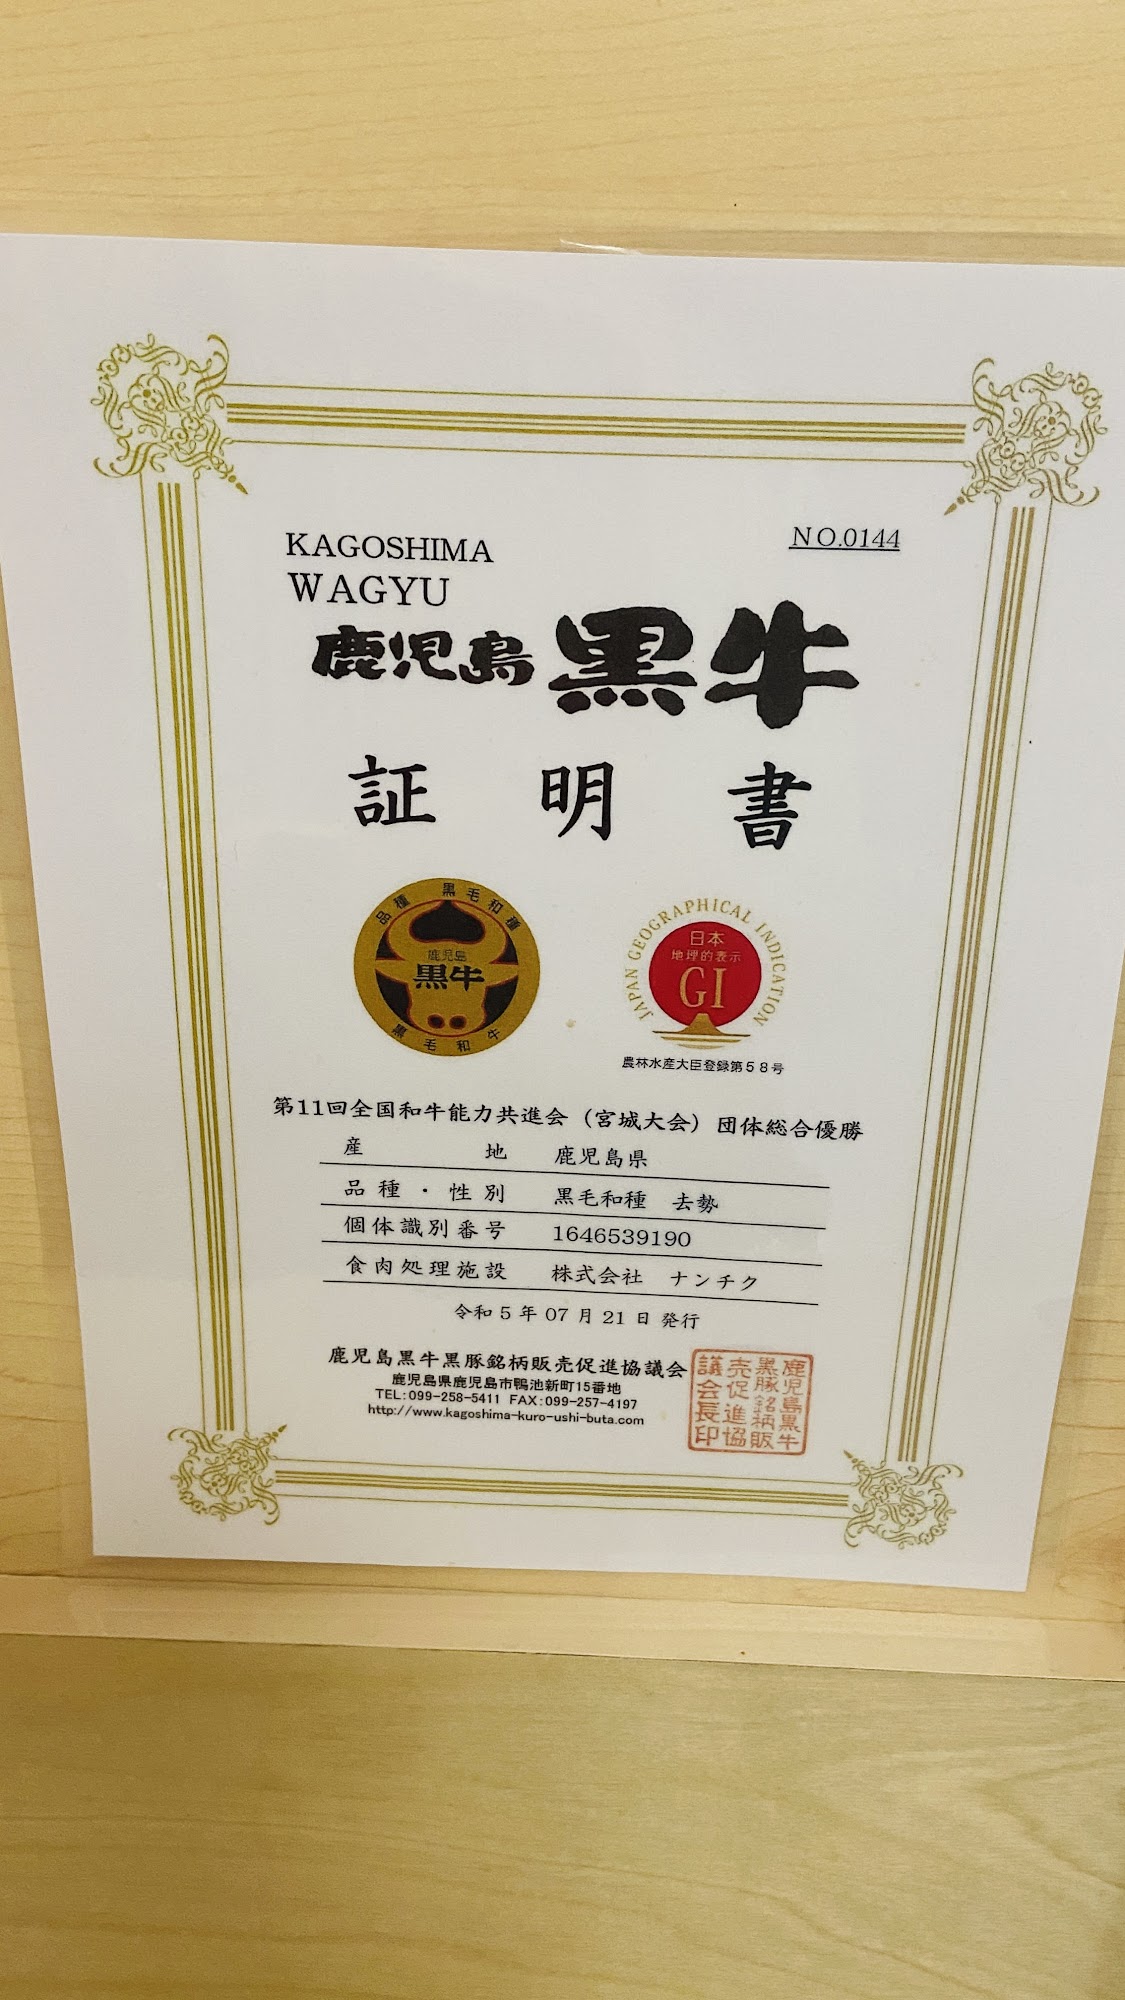 NO.0144
KAGOSHIMA
WAGYU
鹿児島黒牛
証明書
品種 黒毛和種
鹿児島
黒牛
黒毛和牛
JAPAN GEOGRAPHICAL INDICATION
日本
地理的表示
GI
農林水産大臣登録第58号
第11回全国和牛能力共進会（宮城大会）団体総合優勝
産地 鹿児島県
品種・性別 黒毛和種 去勢
個体識別番号 1646539190
食肉処理施設 株式会社 ナンチク
令和5年07月21日発行
鹿児島黒牛黒豚銘柄販売促進協議会
鹿児島県鹿児島市鴨池新町15番地
TEL:099-258-5411 FAX:099-257-4197
http://www.kagoshima-kuro-ushi-buta.com
鹿児島黒牛
黒豚銘柄販
売促進協
議会長印